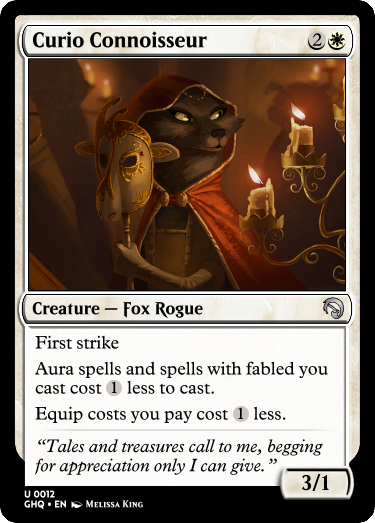 Curio Connoisseur 2
Creature — Fox Rogue
First strike
Aura spells and spells with fabled you
cast cost 1 less to cast.
Equip costs you pay cost 1 less.
“Tales and treasures call to me, begging
for appreciation only I can give.”
3/1
U 0012
GHQ • EN Melissa King